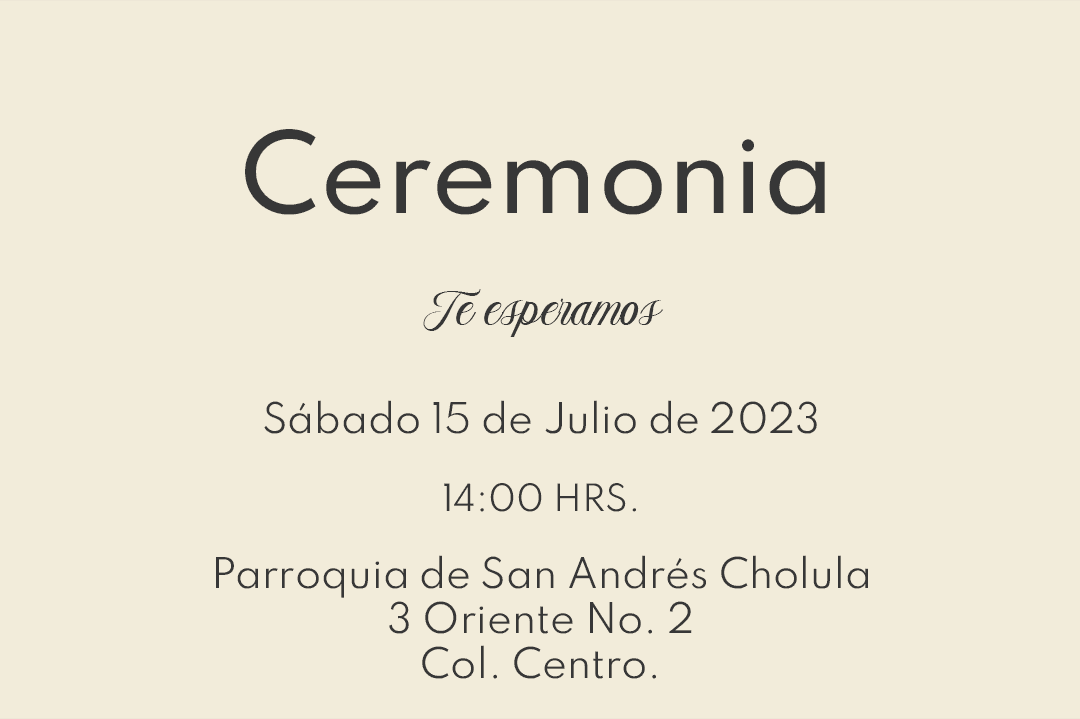 Ceremonia
Te esperamos
Sábado 15 de Julio de 2023
14:00 HRS.
Parroquia de San Andrés Cholula
3 Oriente No. 2
Col. Centro.